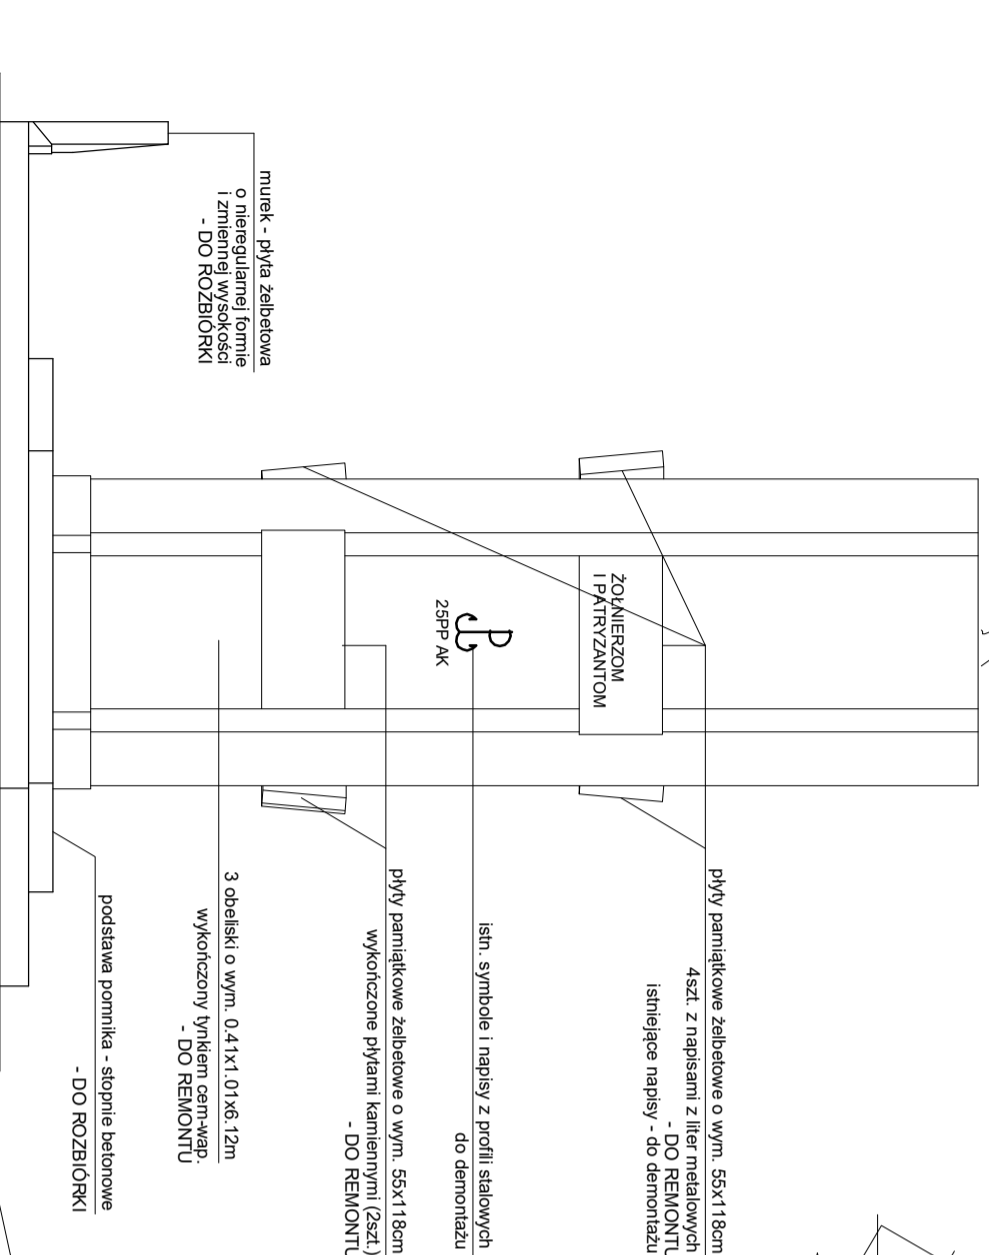 płyty pamiątkowe żelbetowe o wym. 55x118cm
4szt. z napisami z liter metalowych
- DO REMONTU
istniejące napisy - do demontażu
ŻOŁNIERZOM
I PATRYZANTOM
istn. symbole i napisy z profili stalowych
do demontażu
25PP AK
płyty pamiątkowe żelbetowe o wym. 55x118cm
wykończone płytami kamiennymi (2szt.)
- DO REMONTU
murek - płyta żelbetowa
o nieregularnej formie
i zmiennej wysokości
- DO ROZBIÓRKI
3 obeliski o wym. 0.41x1.01x6.12m
wykończony tynkiem cem-wap.
- DO REMONTU
podstawa pomnika - stopnie betonowe
- DO ROZBIÓRKI